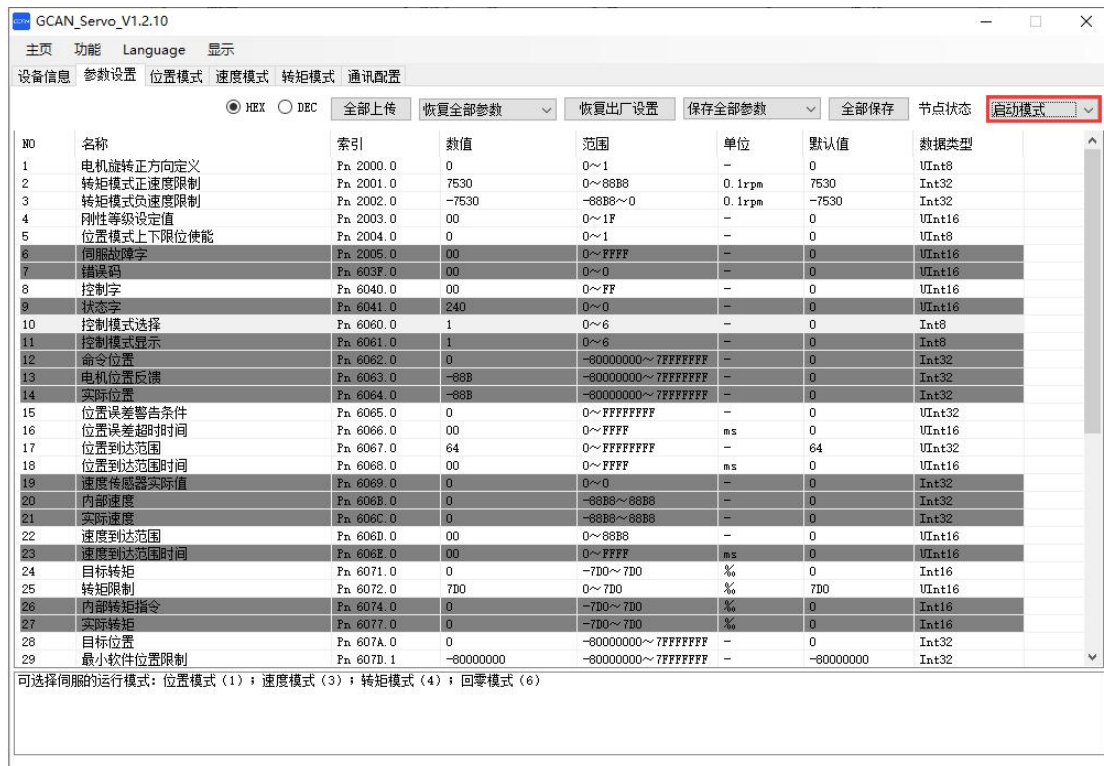 GCAN_Servo_V1.2.10
主页 功能 Language 显示
设备信息 参数设置 位置模式 速度模式 转矩模式 通讯配置
HEX DEC 全部上传 恢复全部参数 恢复出厂设置 保存全部参数 全部保存 节点状态 启动模式
NO 名称 索引 数值 范围 单位 默认值 数据类型
1 电机旋转正方向定义 Pn 2000.0 0 0~1 - 0 UInt8
2 转矩模式正速度限制 Pn 2001.0 7530 0~88B8 0.1rpm 7530 Int32
3 转矩模式负速度限制 Pn 2002.0 -7530 -88B8~0 0.1rpm -7530 Int32
4 刚性等级设定值 Pn 2003.0 00 0~1F - 0 UInt16
5 位置模式上下限位使能 Pn 2004.0 0 0~1 - 0 UInt8
6 伺服故障字 Pn 2005.0 00 0~FFFF - 0 UInt16
7 错误码 Pn 603F.0 00 0~0 - 0 UInt16
8 控制字 Pn 6040.0 00 0~FF - 0 UInt16
9 状态字 Pn 6041.0 240 0~0 - 0 UInt16
10 控制模式选择 Pn 6060.0 1 0~6 - 0 Int8
11 控制模式显示 Pn 6061.0 1 0~6 - 0 Int8
12 命令位置 Pn 6062.0 0 -80000000~7FFFFFFF - 0 Int32
13 电机位置反馈 Pn 6063.0 -88B -80000000~7FFFFFFF - 0 Int32
14 实际位置 Pn 6064.0 -88B -80000000~7FFFFFFF - 0 Int32
15 位置误差警告条件 Pn 6065.0 0 0~FFFFFFFF - 0 UInt32
16 位置误差超时时间 Pn 6066.0 00 0~FFFF ms 0 UInt16
17 位置到达范围 Pn 6067.0 64 0~FFFFFFFF - 64 UInt32
18 位置到达范围时间 Pn 6068.0 00 0~FFFF ms 0 UInt16
19 速度传感器实际值 Pn 6069.0 0 0~0 - 0 Int32
20 内部速度 Pn 606B.0 0 -88B8~88B8 - 0 Int32
21 实际速度 Pn 606C.0 0 -88B8~88B8 - 0 Int32
22 速度到达范围 Pn 606D.0 00 0~88B8 - 0 UInt16
23 速度到达范围时间 Pn 606E.0 00 0~FFFF ms 0 UInt16
24 目标转矩 Pn 6071.0 0 -7D0~7D0 ‰ 0 Int16
25 转矩限制 Pn 6072.0 7D0 0~7D0 ‰ 7D0 UInt16
26 内部转矩指令 Pn 6074.0 0 -7D0~7D0 ‰ 0 Int16
27 实际转矩 Pn 6077.0 0 -7D0~7D0 ‰ 0 Int16
28 目标位置 Pn 607A.0 0 -80000000~7FFFFFFF - 0 Int32
29 最小软件位置限制 Pn 607D.1 -80000000 -80000000~7FFFFFFF - -80000000 Int32
可选择伺服的运行模式：位置模式（1）；速度模式（3）；转矩模式（4）；回零模式（6）